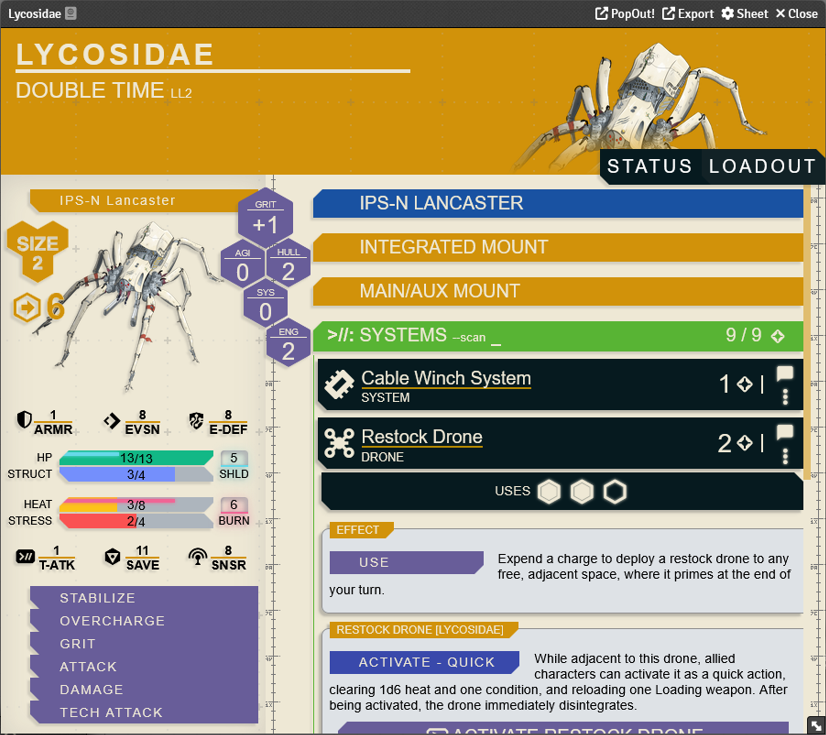 Lycosidae
PopOut! Export Sheet Close
LYCOSIDAE
DOUBLE TIME LL2
STATUS LOADOUT
IPS-N Lancaster
SIZE
2
6
GRIT
+1
AGI
0
HULL
2
SYS
0
ENG
2
1
ARMR
8
EVSN
8
E-DEF
HP 13/13 5
STRUCT 3/4 SHLD
HEAT 3/8 6
STRESS 2/4 BURN
1
T-ATK
11
SAVE
8
SNSR
STABILIZE
OVERCHARGE
GRIT
ATTACK
DAMAGE
TECH ATTACK
IPS-N LANCASTER
INTEGRATED MOUNT
MAIN/AUX MOUNT
>//: SYSTEMS --scan _ 9 / 9
Cable Winch System 1 |
SYSTEM
Restock Drone 2 |
DRONE
USES
EFFECT
USE
Expend a charge to deploy a restock drone to any
free, adjacent space, where it primes at the end of
your turn.
RESTOCK DRONE [LYCOSIDAE]
ACTIVATE - QUICK
While adjacent to this drone, allied
characters can activate it as a quick action,
clearing 1d6 heat and one condition, and reloading one Loading weapon. After
being activated, the drone immediately disintegrates.
ACTIVATE RESTOCK DRONE